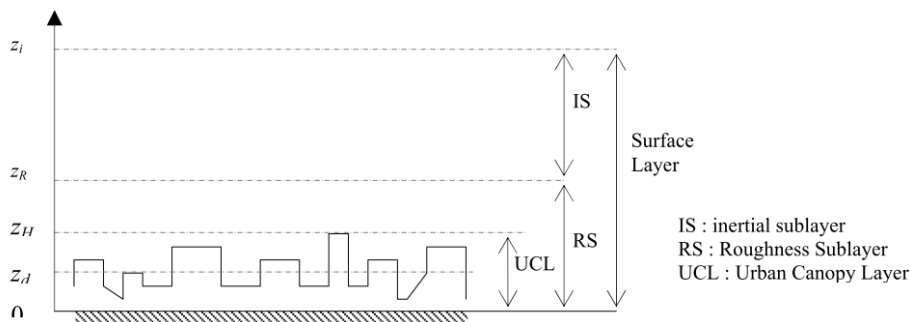 z_i
IS
Surface
Layer
z_R
z_H
IS : inertial sublayer
RS
RS : Roughness Sublayer
UCL
z_d
UCL : Urban Canopy Layer
0